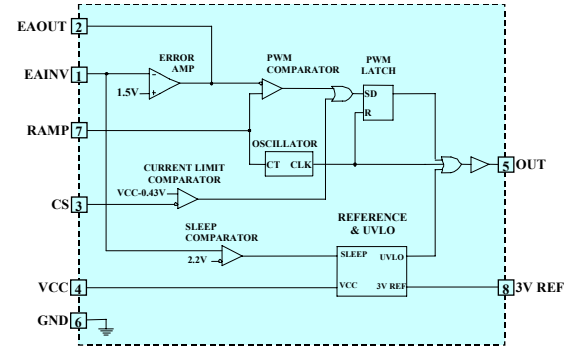 EAOUT 2
EAINV 1
ERROR
AMP
1.5V
-
+
PWM
COMPARATOR
PWM
LATCH
SD
R
RAMP 7
OSCILLATOR
CT CLK
CURRENT LIMIT
COMPARATOR
VCC-0.43V
CS 3
5 OUT
SLEEP
COMPARATOR
2.2V
REFERENCE
& UVLO
SLEEP UVLO
VCC 3V REF
VCC 4
8 3V REF
GND 6